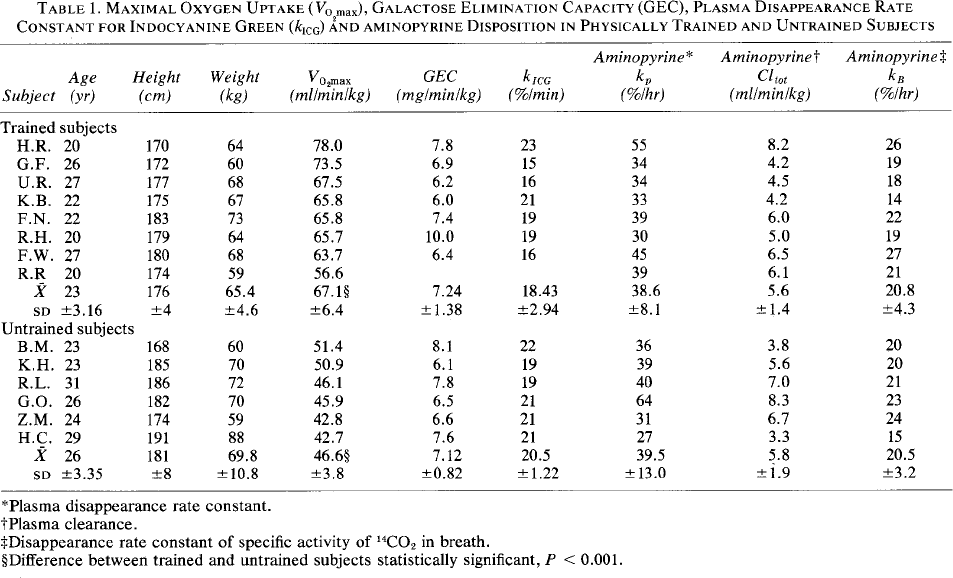 TABLE 1. MAXIMAL OXYGEN UPTAKE (V̇O₂max), GALACTOSE ELIMINATION CAPACITY (GEC), PLASMA DISAPPEARANCE RATE
CONSTANT FOR INDOCYANINE GREEN (kICG) AND AMINOPYRINE DISPOSITION IN PHYSICALLY TRAINED AND UNTRAINED SUBJECTS
Aminopyrine* Aminopyrine† Aminopyrine‡
Age Height Weight V̇O₂max GEC kICG kp Cltot kB
Subject (yr) (cm) (kg) (ml/min/kg) (mg/min/kg) (%/min) (%/hr) (ml/min/kg) (%/hr)
Trained subjects
H.R. 20 170 64 78.0 7.8 23 55 8.2 26
G.F. 26 172 60 73.5 6.9 15 34 4.2 19
U.R. 27 177 68 67.5 6.2 16 34 4.5 18
K.B. 22 175 67 65.8 6.0 21 33 4.2 14
F.N. 22 183 73 65.8 7.4 19 39 6.0 22
R.H. 20 179 64 65.7 10.0 19 30 5.0 19
F.W. 27 180 68 63.7 6.4 16 45 6.5 27
R.R 20 174 59 56.6 39 6.1 21
X̄ 23 176 65.4 67.1§ 7.24 18.43 38.6 5.6 20.8
SD ±3.16 ±4 ±4.6 ±6.4 ±1.38 ±2.94 ±8.1 ±1.4 ±4.3
Untrained subjects
B.M. 23 168 60 51.4 8.1 22 36 3.8 20
K.H. 23 185 70 50.9 6.1 19 39 5.6 20
R.L. 31 186 72 46.1 7.8 19 40 7.0 21
G.O. 26 182 70 45.9 6.5 21 64 8.3 23
Z.M. 24 174 59 42.8 6.6 21 31 6.7 24
H.C. 29 191 88 42.7 7.6 21 27 3.3 15
X̄ 26 181 69.8 46.6§ 7.12 20.5 39.5 5.8 20.5
SD ±3.35 ±8 ±10.8 ±3.8 ±0.82 ±1.22 ±13.0 ±1.9 ±3.2
*Plasma disappearance rate constant.
†Plasma clearance.
‡Disappearance rate constant of specific activity of ¹⁴CO₂ in breath.
§Difference between trained and untrained subjects statistically significant, P < 0.001.